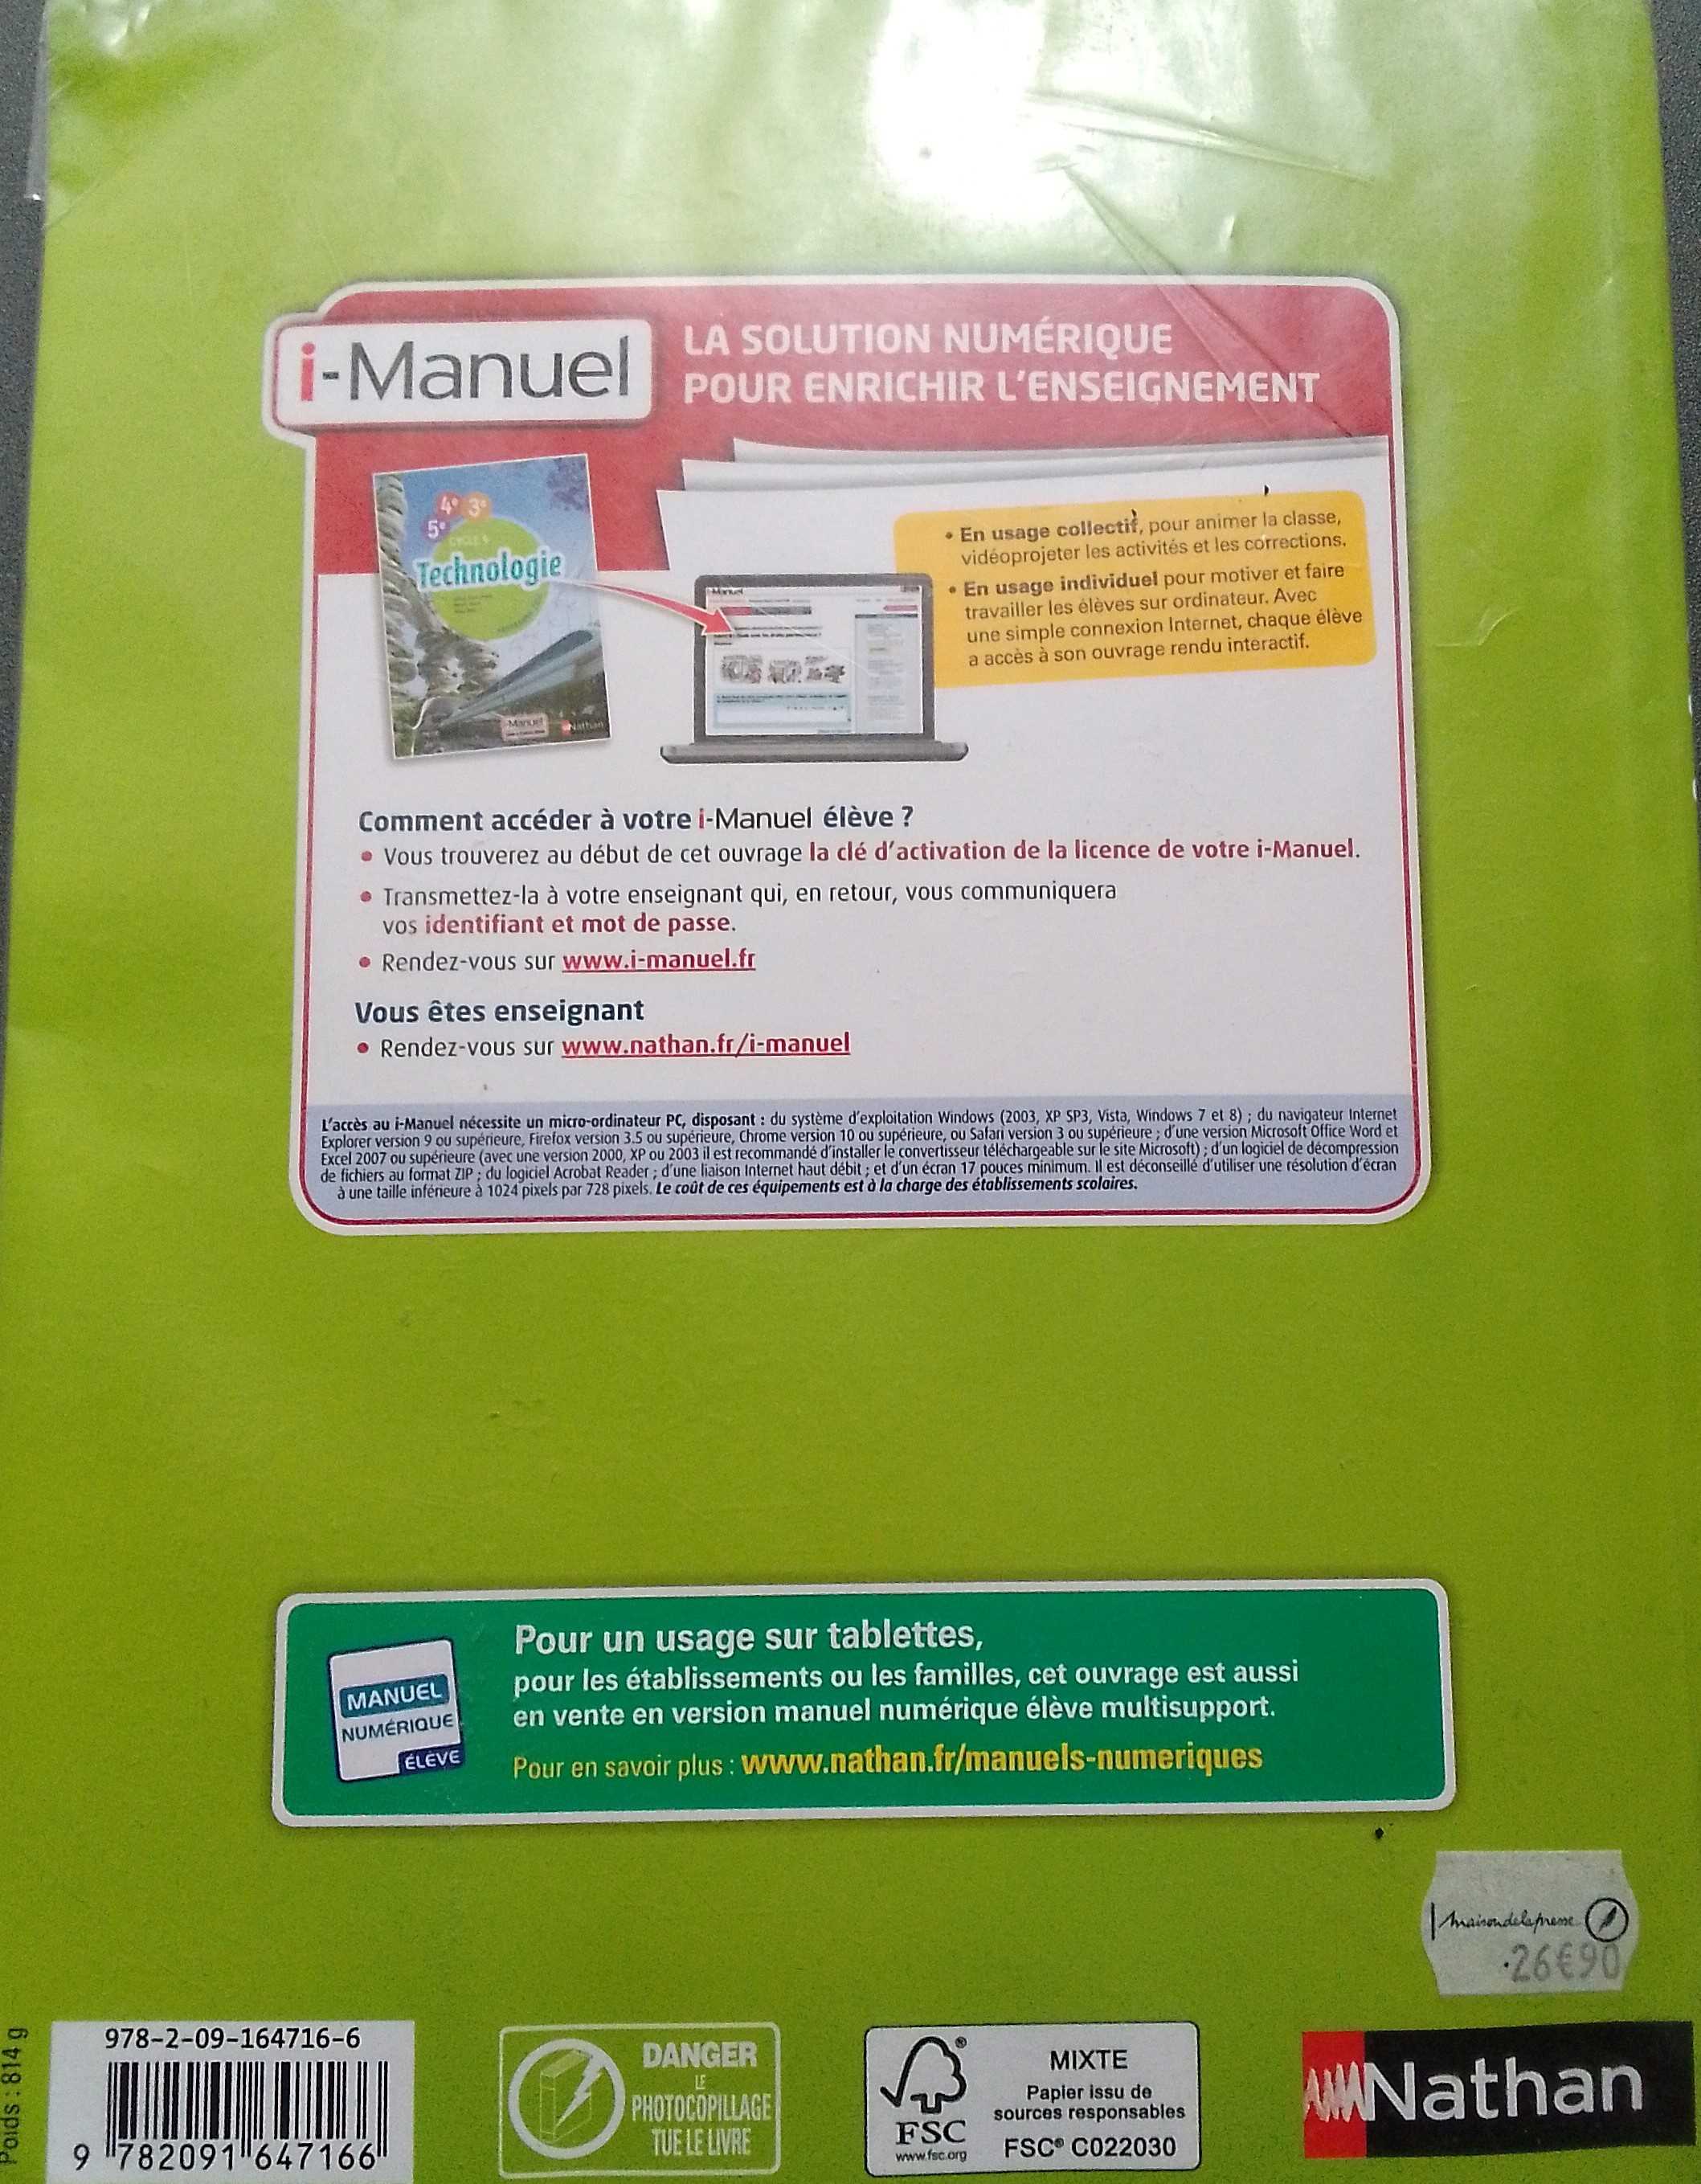 i-Manuel
LA SOLUTION NUMÉRIQUE
POUR ENRICHIR L'ENSEIGNEMENT
4e 3e
5e
CYCLE 4
Technologie
i-Manuel
Nathan
• En usage collectif, pour animer la classe,
vidéoprojeter les activités et les corrections.
• En usage individuel pour motiver et faire
travailler les élèves sur ordinateur. Avec
une simple connexion Internet, chaque élève
a accès à son ouvrage rendu interactif.
Comment accéder à votre i-Manuel élève ?
• Vous trouverez au début de cet ouvrage la clé d'activation de la licence de votre i-Manuel.
• Transmettez-la à votre enseignant qui, en retour, vous communiquera
vos identifiant et mot de passe.
• Rendez-vous sur www.i-manuel.fr
Vous êtes enseignant
• Rendez-vous sur www.nathan.fr/i-manuel
L'accès au i-Manuel nécessite un micro-ordinateur PC, disposant : du système d'exploitation Windows (2003, XP SP3, Vista, Windows 7 et 8) ; du navigateur Internet
Explorer version 9 ou supérieure, Firefox version 3.5 ou supérieure, Chrome version 10 ou supérieure, ou Safari version 3 ou supérieure ; d'une version Microsoft Office Word et
Excel 2007 ou supérieure (avec une version 2000, XP ou 2003 il est recommandé d'installer le convertisseur téléchargeable sur le site Microsoft) ; d'un logiciel de décompression
de fichiers au format ZIP ; du logiciel Acrobat Reader ; d'une liaison Internet haut débit ; et d'un écran 17 pouces minimum. Il est déconseillé d'utiliser une résolution d'écran
à une taille inférieure à 1024 pixels par 728 pixels. Le coût de ces équipements est à la charge des établissements scolaires.
MANUEL
NUMÉRIQUE
ÉLÈVE
Pour un usage sur tablettes,
pour les établissements ou les familles, cet ouvrage est aussi
en vente en version manuel numérique élève multisupport.
Pour en savoir plus : www.nathan.fr/manuels-numeriques
maison de la presse
26€90
Poids : 814 g
978-2-09-164716-6
9 782091 647166
DANGER
LE
PHOTOCOPILLAGE
TUE LE LIVRE
FSC
www.fsc.org
MIXTE
Papier issu de
sources responsables
FSC® C022030
Nathan